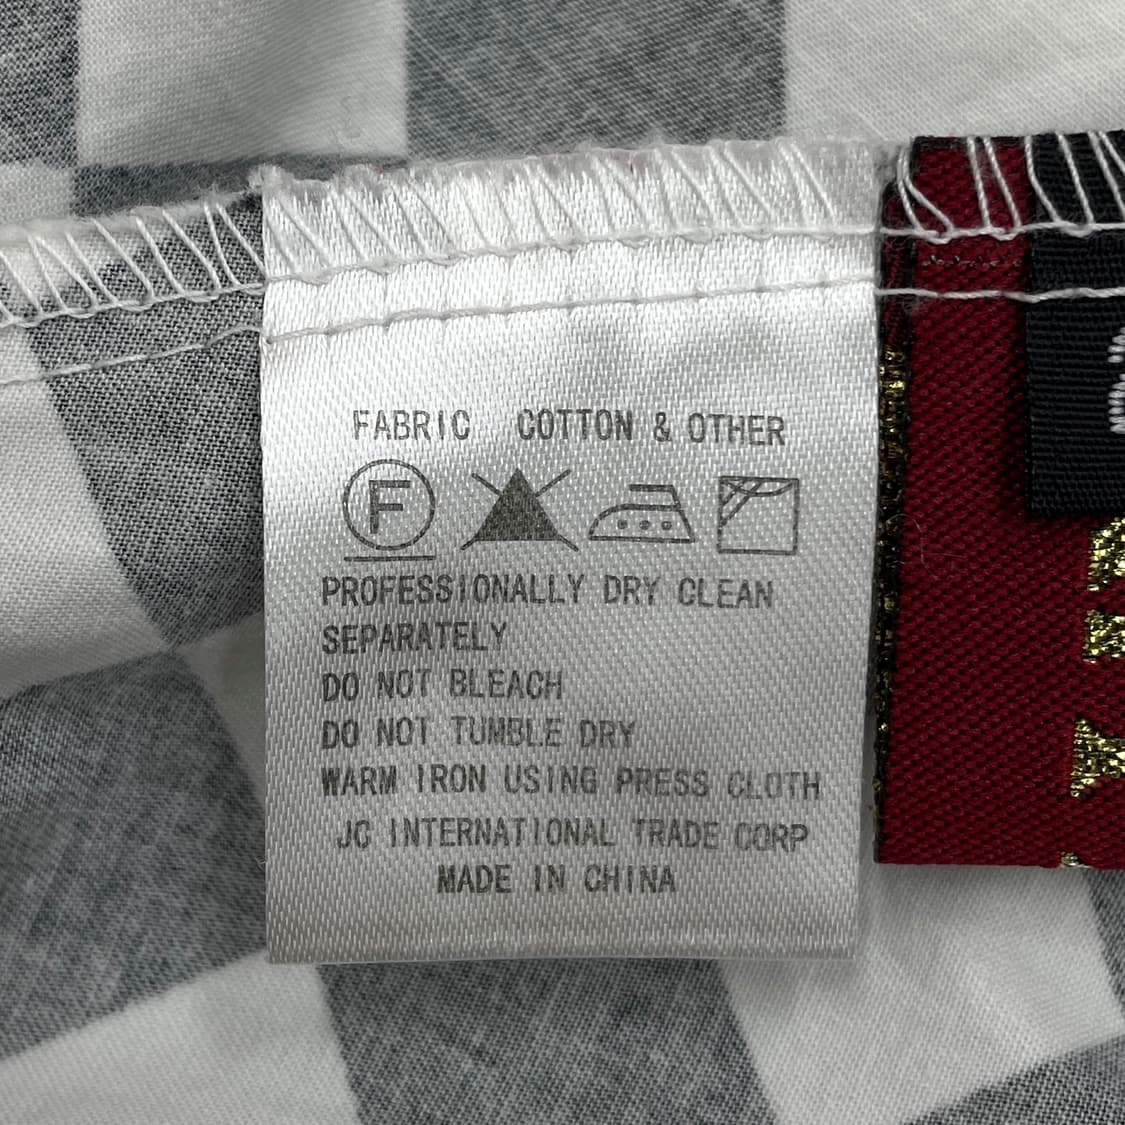 FABRIC COTTON & OTHER
F
PROFESSIONALLY DRY CLEAN
SEPARATELY
DO NOT BLEACH
DO NOT TUMBLE DRY
WARM IRON USING PRESS CLOTH
JC INTERNATIONAL TRADE CORP
MADE IN CHINA